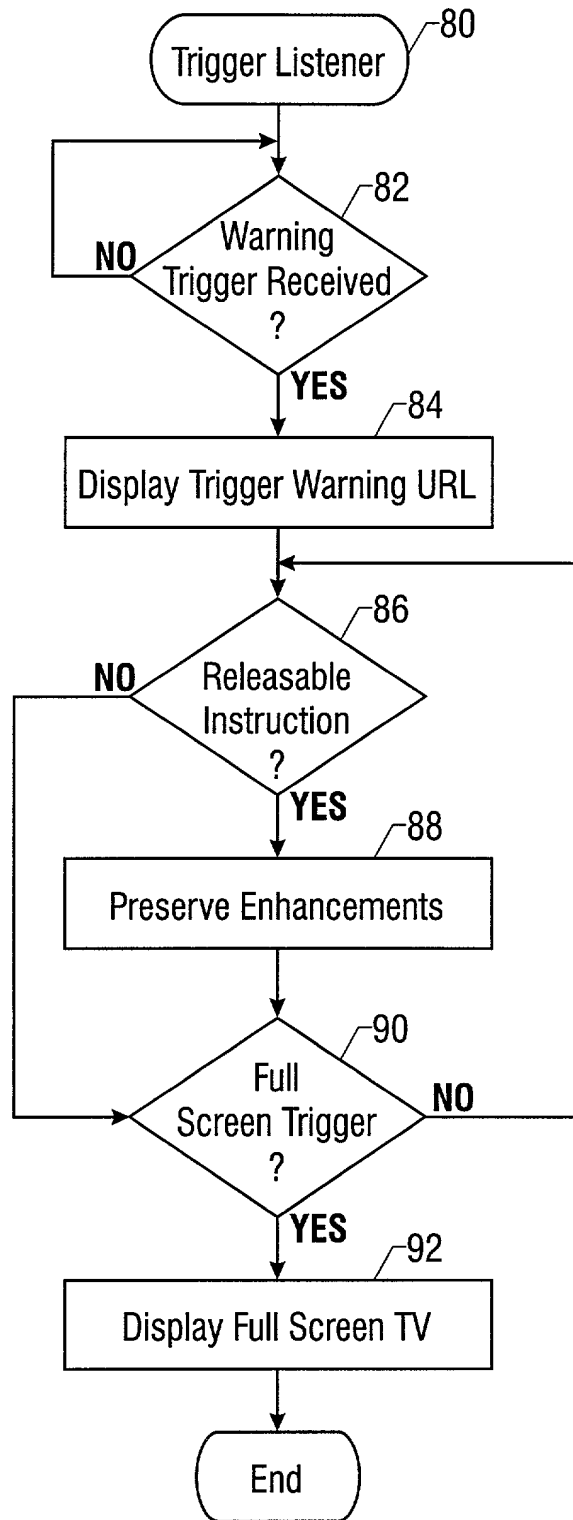 80
Trigger Listener
82
Warning
Trigger Received
?
NO
YES
84
Display Trigger Warning URL
86
Releasable
Instruction
?
NO
YES
88
Preserve Enhancements
90
Full
Screen Trigger
?
NO
YES
92
Display Full Screen TV
End